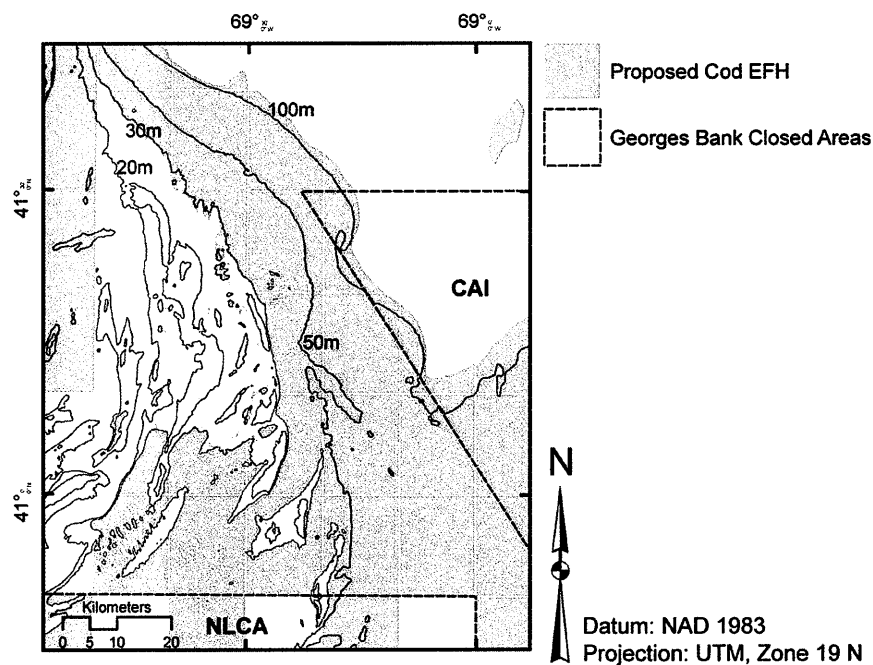 69° 69°
Proposed Cod EFH
Georges Bank Closed Areas
100m
30m
20m
41°
CAI
50m
N
41°
Kilometers
0 5 10 20
NLCA
Datum: NAD 1983
Projection: UTM, Zone 19 N